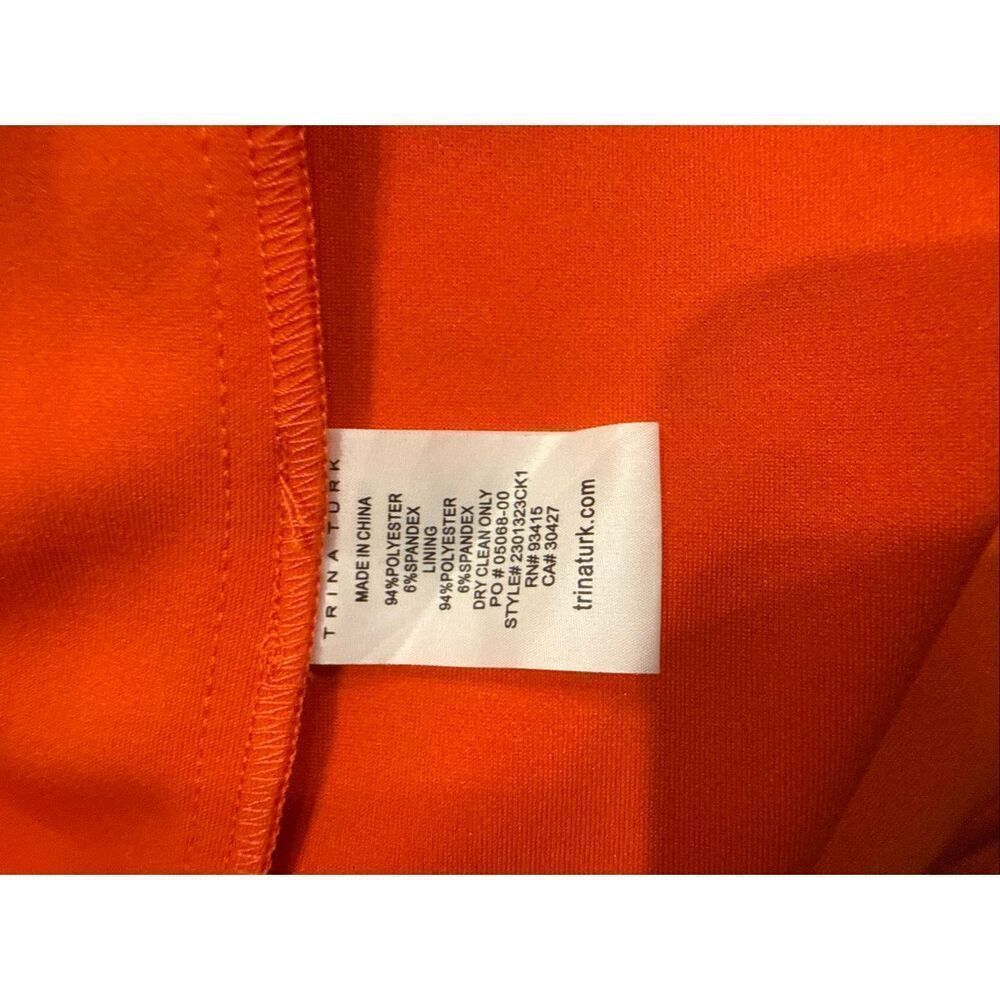 TRINA TURK
MADE IN CHINA
94%POLYESTER
6%SPANDEX
LINING
94%POLYESTER
6%SPANDEX
DRY CLEAN ONLY
PO # 05068-00
STYLE# 2301323CK1
RN# 93415
CA# 30427
trinaturk.com